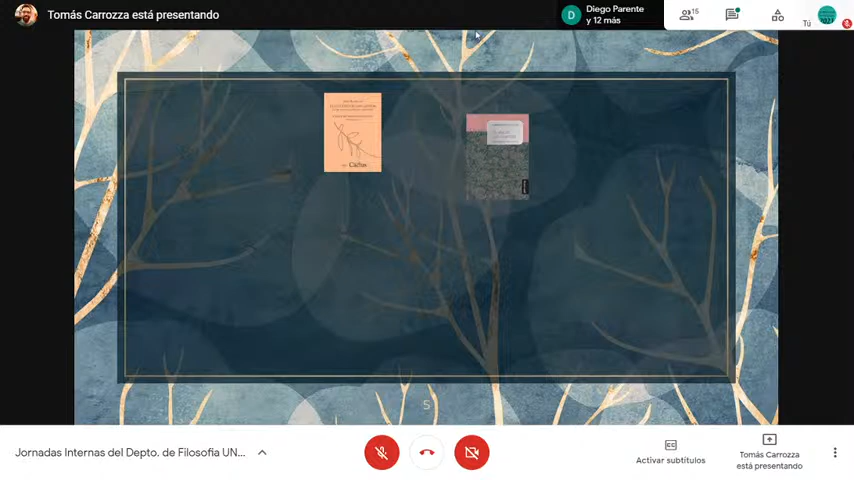 Tomás Carrozza está presentando
D
Diego Parente
y 12 más
15
Tú
Cactus
5
Jornadas Internas del Depto. de Filosofía UN...
Activar subtítulos
Tomás Carrozza
está presentando